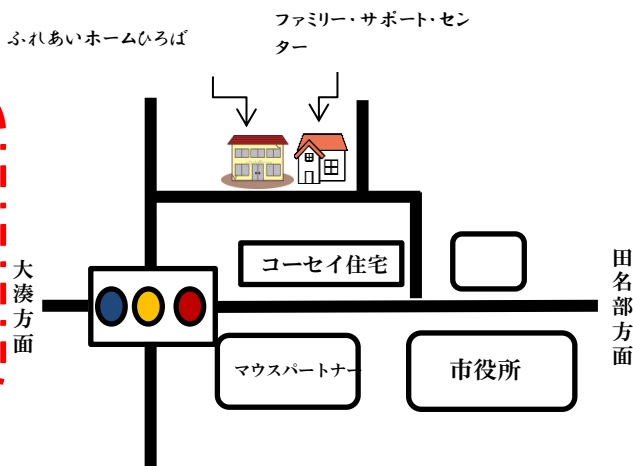 ファミリー・サポート・セン
ター
ふれあいホームひろば
コーセイ住宅
大湊方面
田名部方面
マウスパートナー
市役所